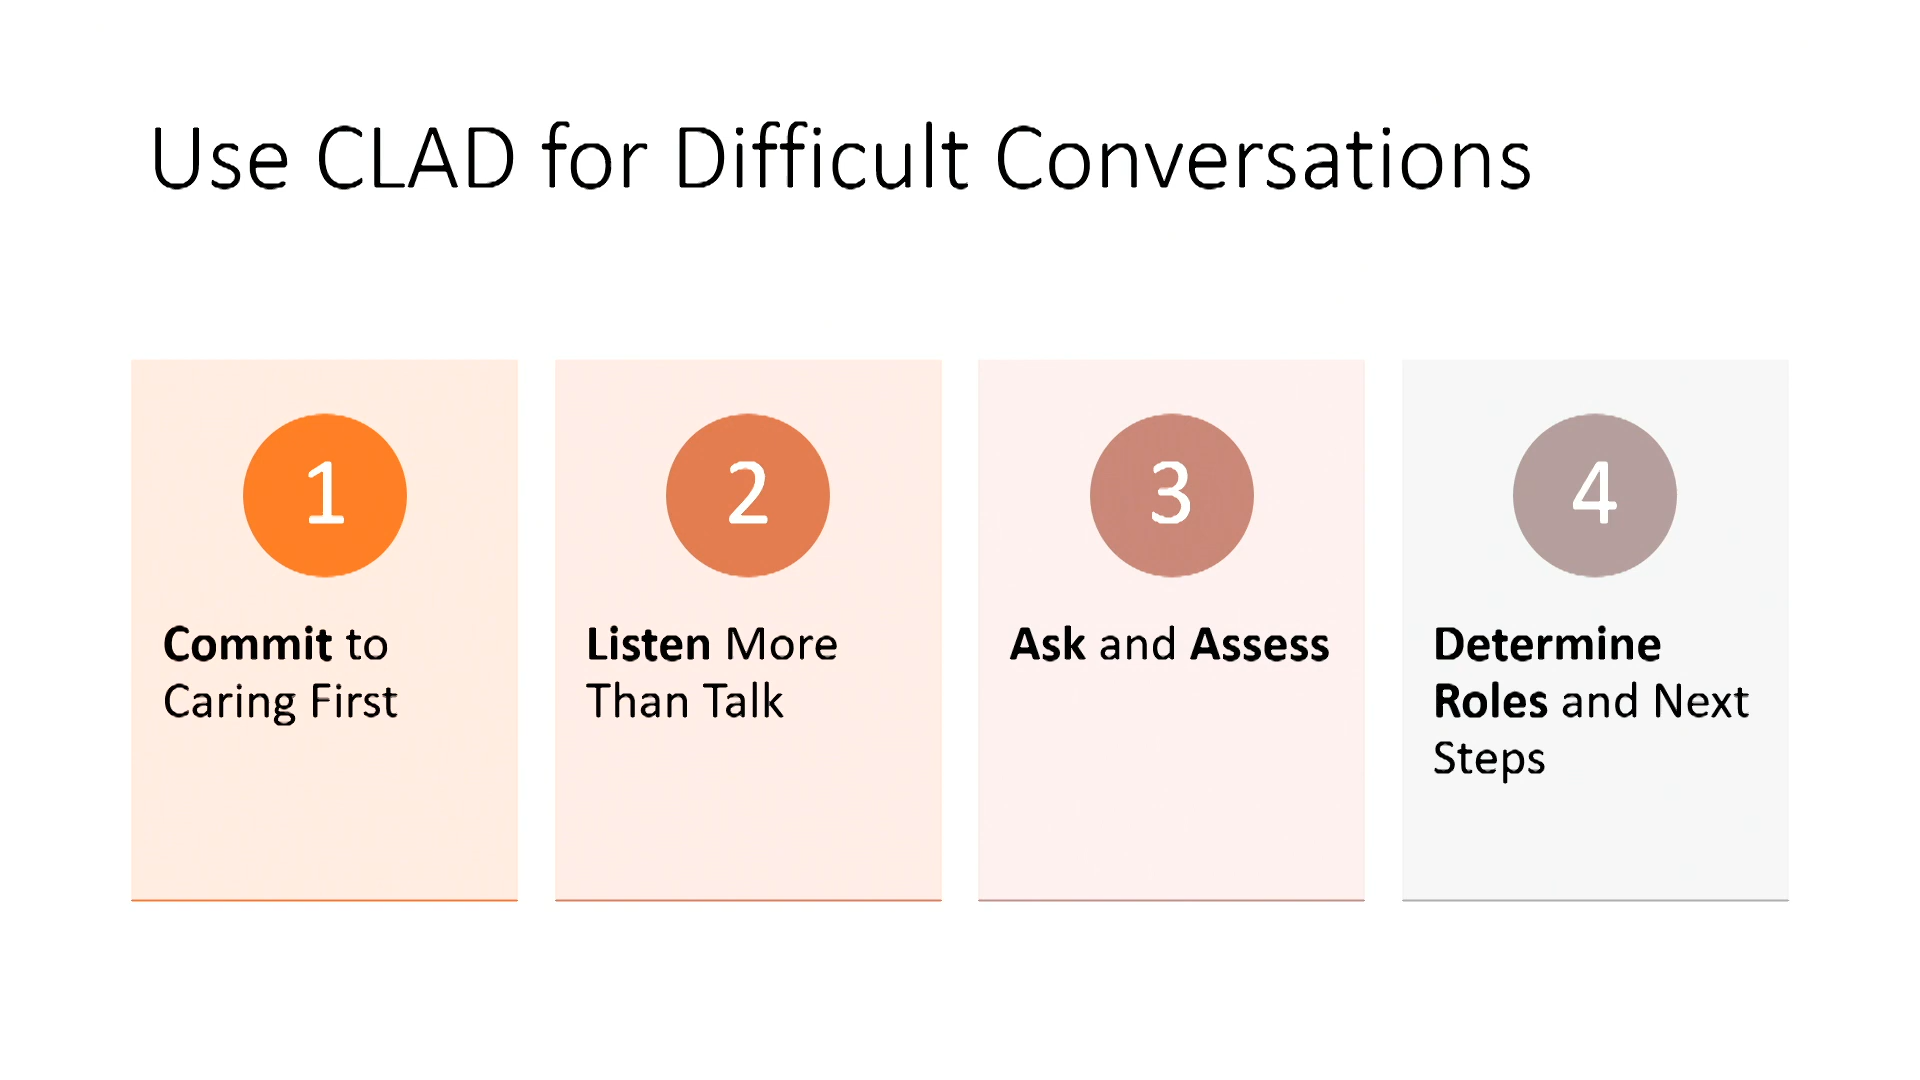 Use CLAD for Difficult Conversations
1
Commit to
Caring First
2
Listen More
Than Talk
3
Ask and Assess
4
Determine
Roles and Next
Steps